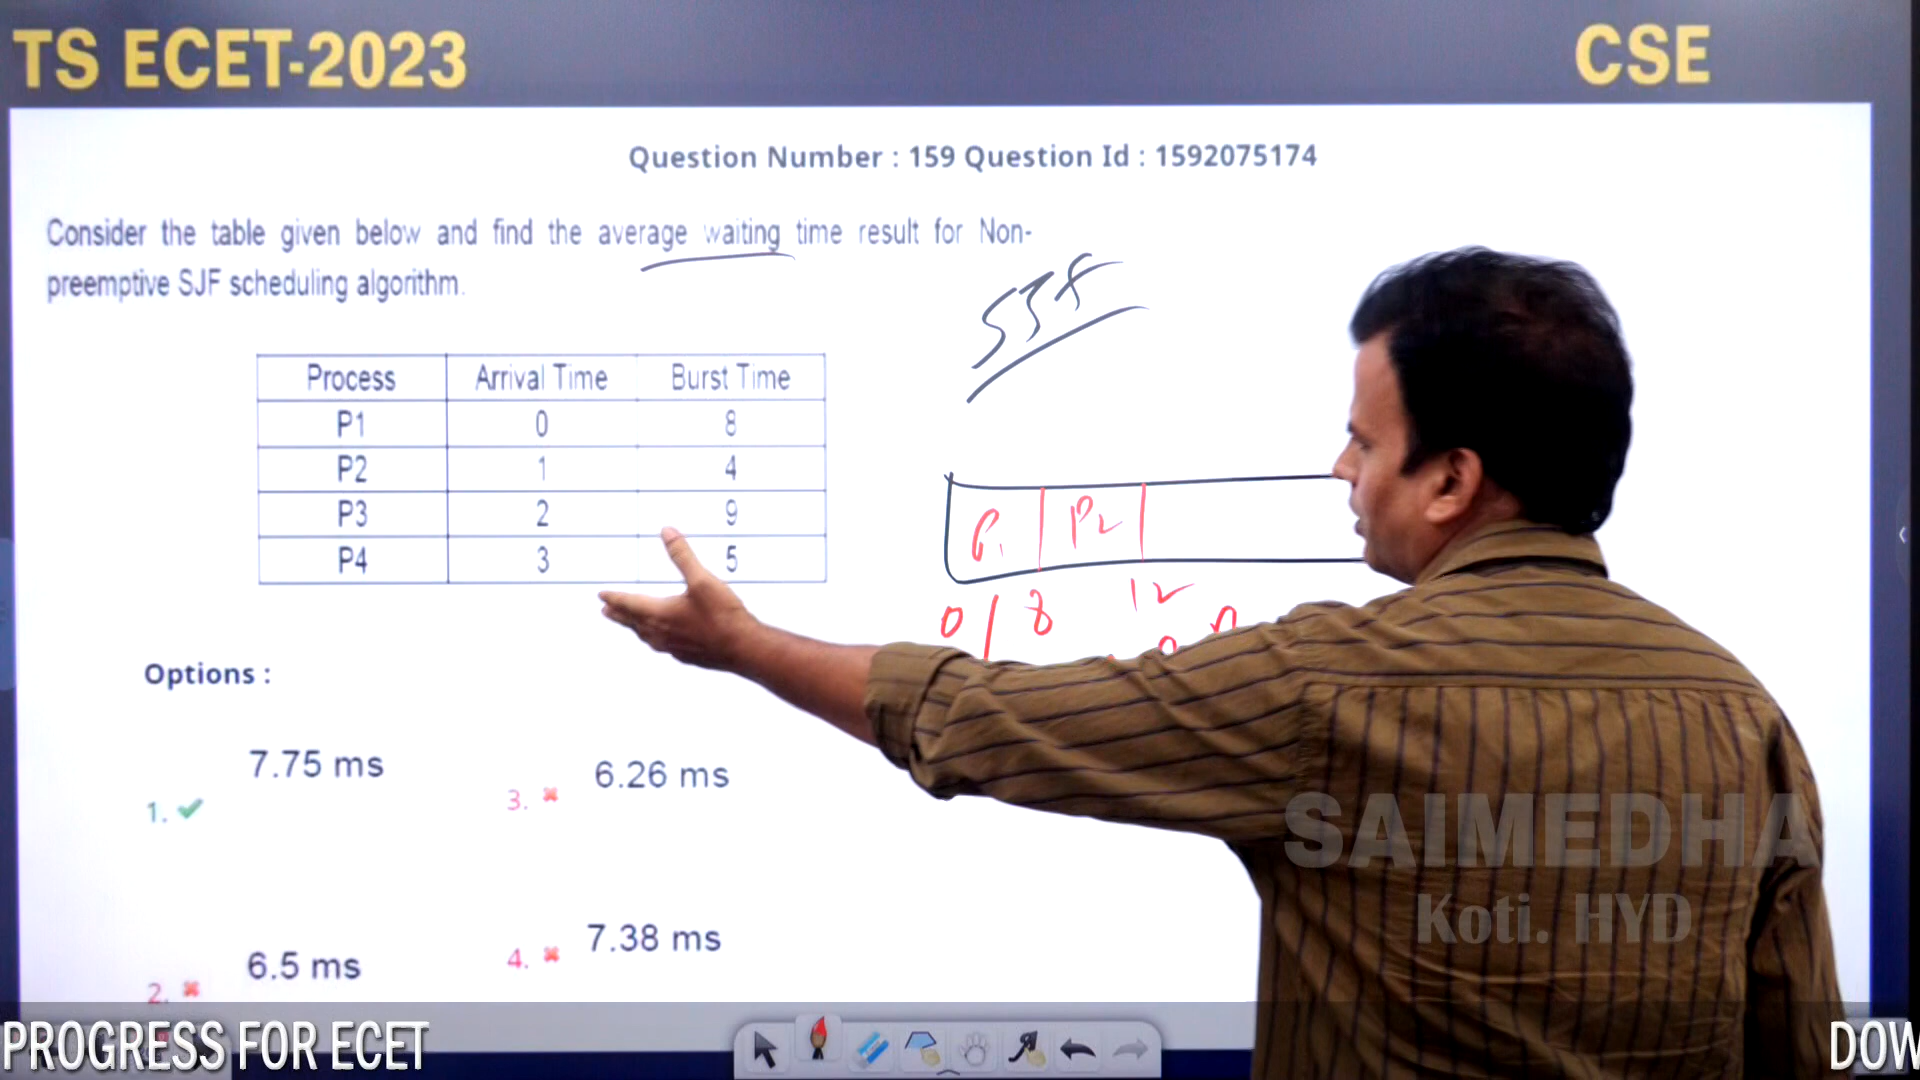 TS ECET-2023
CSE
Question Number : 159 Question Id : 1592075174
Consider the table given below and find the average waiting time result for Non-
preemptive SJF scheduling algorithm.
SJF
Process Arrival Time Burst Time
P1 0 8
P2 1 4
P3 2 9
P4 3 5
P1 P2
0 8 12
Options :
7.75 ms
1.
6.26 ms
3.
6.5 ms
2.
7.38 ms
4.
SAIMEDHA
Koti. HYD
PROGRESS FOR ECET
DOW